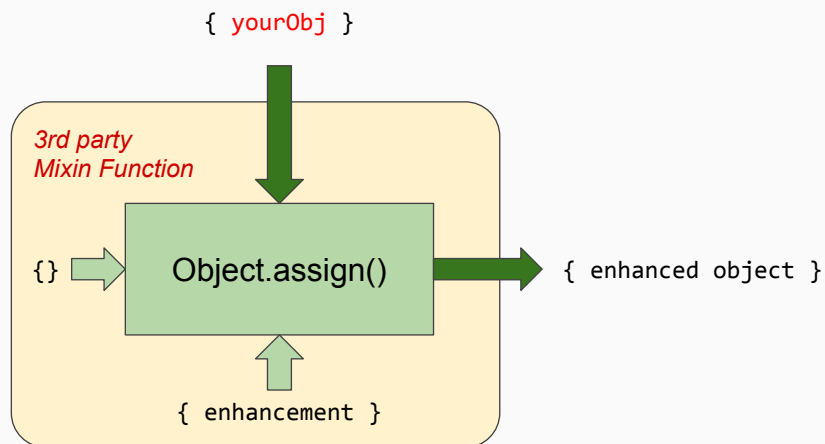 { yourObj }
3rd party
Mixin Function
{}
Object.assign()
{ enhanced object }
{ enhancement }